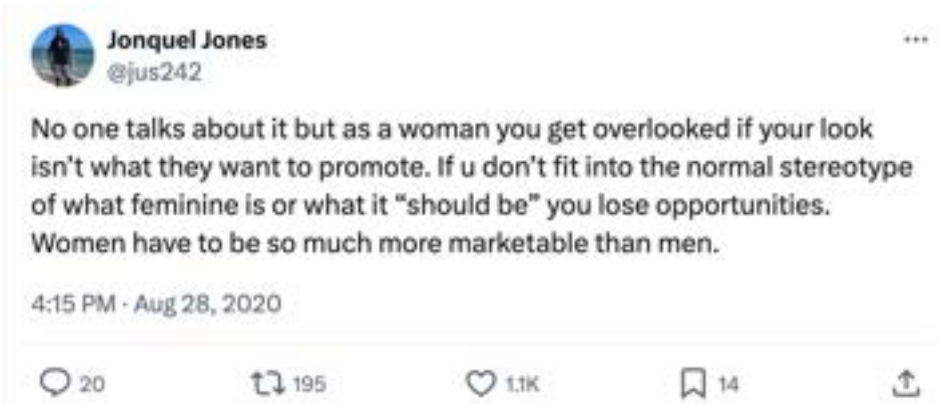 Jonquel Jones
@jus242
No one talks about it but as a woman you get overlooked if your look
isn't what they want to promote. If u don't fit into the normal stereotype
of what feminine is or what it “should be” you lose opportunities.
Women have to be so much more marketable than men.
4:15 PM · Aug 28, 2020
20 195 1.1K 14